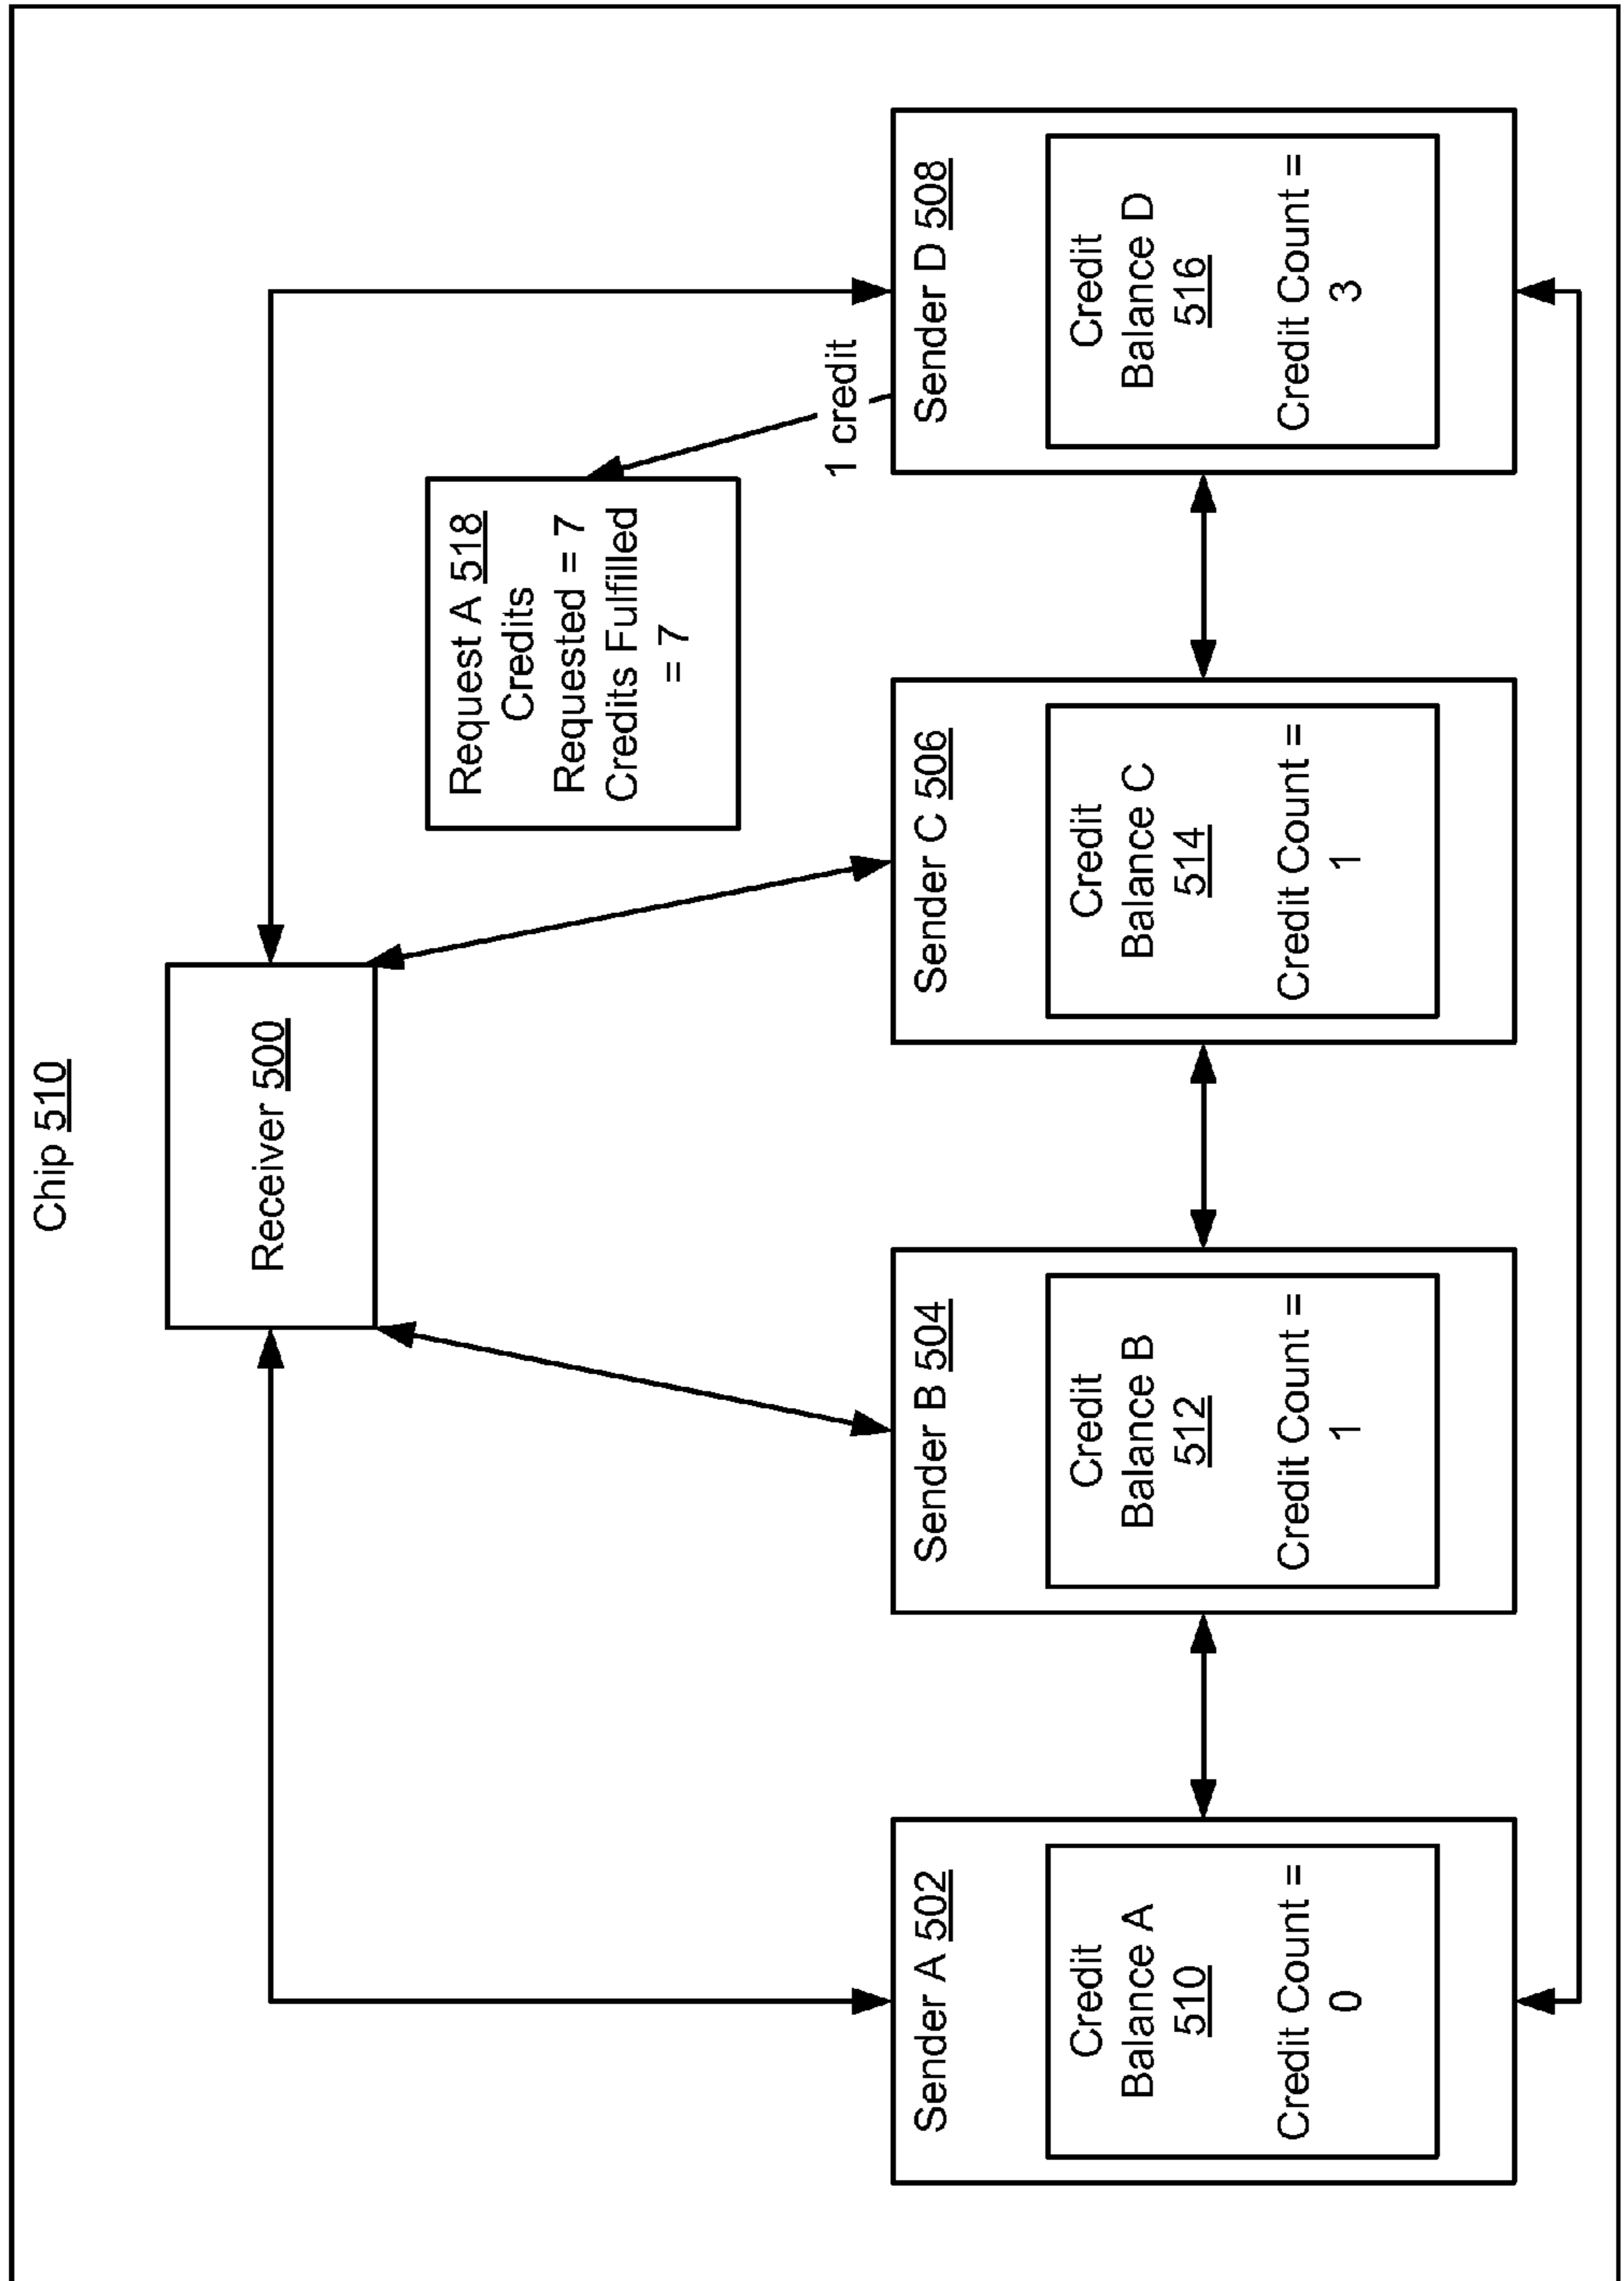 Chip 510
Receiver 500
Request A 518
Credits
Requested = 7
Credits Fulfilled
= 7
1 credit
Sender A 502
Credit
Balance A
510
Credit Count =
0
Sender B 504
Credit
Balance B
512
Credit Count =
1
Sender C 506
Credit
Balance C
514
Credit Count =
1
Sender D 508
Credit
Balance D
516
Credit Count =
3